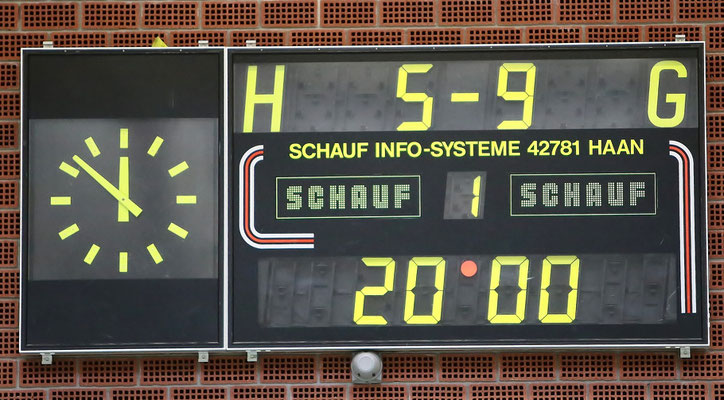 H 5-9 G
SCHAUF INFO-SYSTEME 42781 HAAN
SCHAUF 1 SCHAUF
20:00